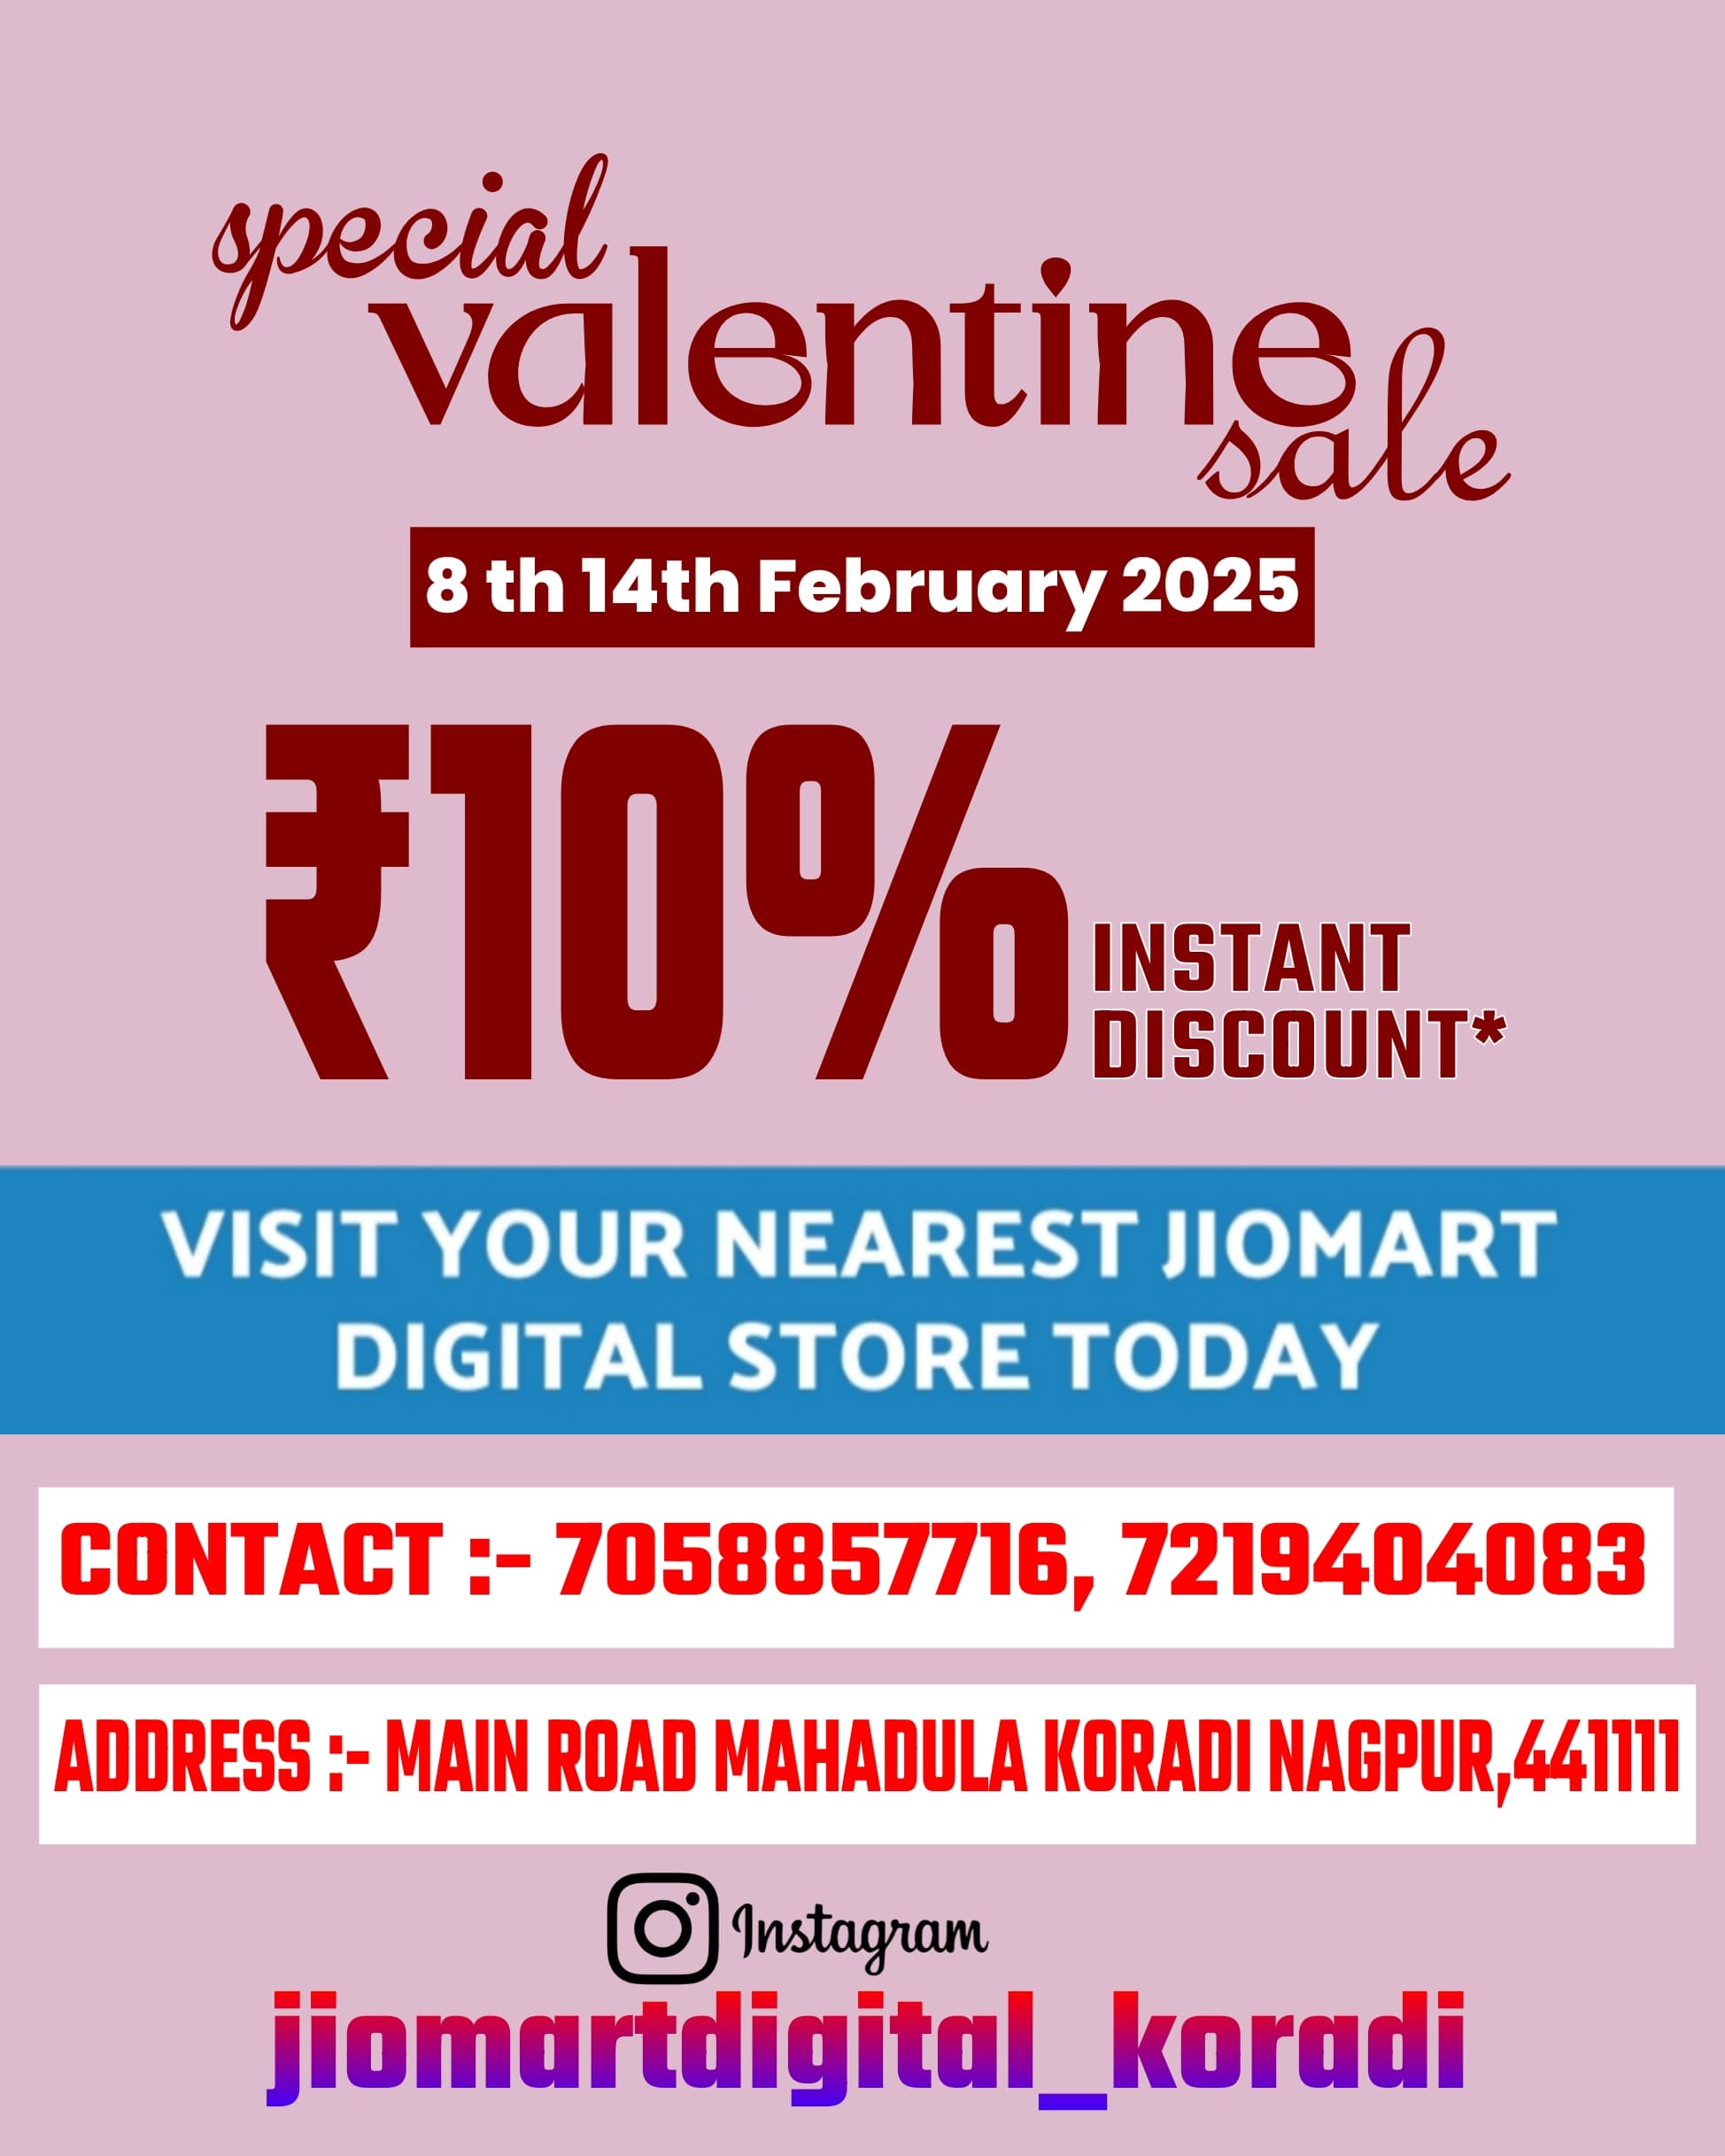 special
valentine
sale
8 th 14th February 2025
₹10% INSTANT
DISCOUNT*
VISIT YOUR NEAREST JIOMART
DIGITAL STORE TODAY
CONTACT :- 7058857716, 7219404083
ADDRESS :- MAIN ROAD MAHADULA KORADI NAGPUR,441111
Instagram
jiomartdigital_koradi